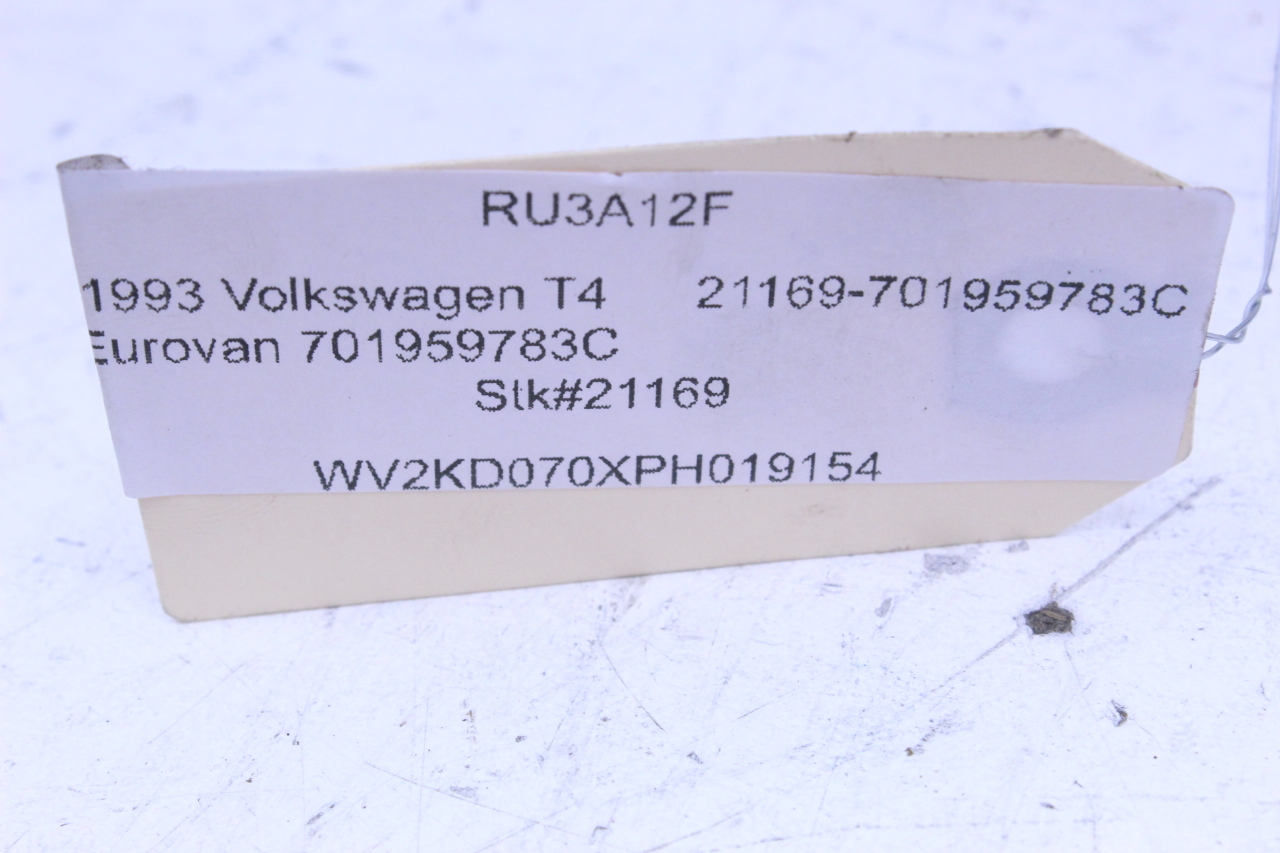 RU3A12F
1993 Volkswagen T4 21169-701959783C
Eurovan 701959783C
Stk#21169
WV2KD070XPH019154